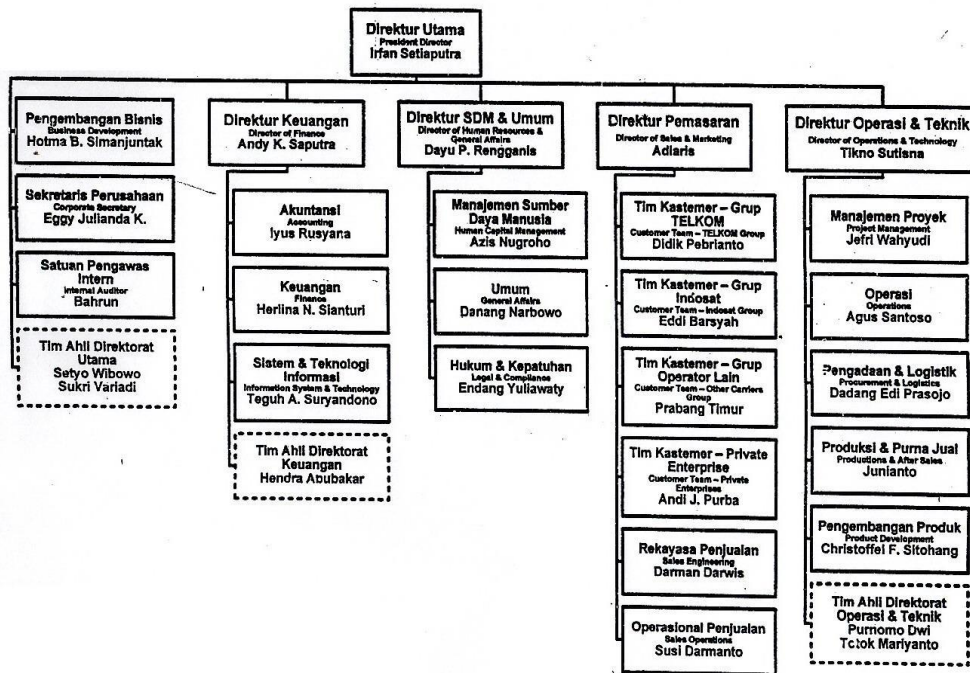 Direktur Utama
President Director
Irfan Setiaputra
Pengembangan Bisnis
Business Development
Hotma B. Simanjuntak
Sekretaris Perusahaan
Corporate Secretary
Eggy Julianda K.
Satuan Pengawas
Intern
Internal Auditor
Bahrun
Tim Ahli Direktorat
Utama
Setyo Wibowo
Sukri Variadi
Direktur Keuangan
Director of Finance
Andy K. Saputra
Akuntansi
Accounting
Iyus Rusyana
Keuangan
Finance
Herlina N. Sianturi
Sistem & Teknologi
Informasi
Information System & Technology
Teguh A. Suryandono
Tim Ahli Direktorat
Keuangan
Hendra Abubakar
Direktur SDM & Umum
Director of Human Resources &
General Affairs
Dayu P. Rengganis
Manajemen Sumber
Daya Manusia
Human Capital Management
Azis Nugroho
Umum
General Affairs
Danang Narbowo
Hukum & Kepatuhan
Legal & Compliance
Endang Yuliawaty
Direktur Pemasaran
Director of Sales & Marketing
Adiaris
Tim Kastemer – Grup
TELKOM
Customer Team – TELKOM Group
Didik Pebrianto
Tim Kastemer – Grup
Indosat
Customer Team – Indosat Group
Eddi Barsyah
Tim Kastemer – Grup
Operator Lain
Customer Team – Other Carriers
Group
Prabang Timur
Tim Kastemer – Private
Enterprise
Customer Team – Private
Enterprises
Andi J. Purba
Rekayasa Penjualan
Sales Engineering
Darman Darwis
Operasional Penjualan
Sales Operations
Susi Darmanto
Direktur Operasi & Teknik
Director of Operations & Technology
Tikno Sutisna
Manajemen Proyek
Project Management
Jefri Wahyudi
Operasi
Operations
Agus Santoso
Pengadaan & Logistik
Procurement & Logistics
Dadang Edi Prasojo
Produksi & Purna Jual
Productions & After Sales
Junianto
Pengembangan Produk
Product Development
Christoffel F. Sitohang
Tim Ahli Direktorat
Operasi & Teknik
Purnomo Dwi
Totok Mariyanto